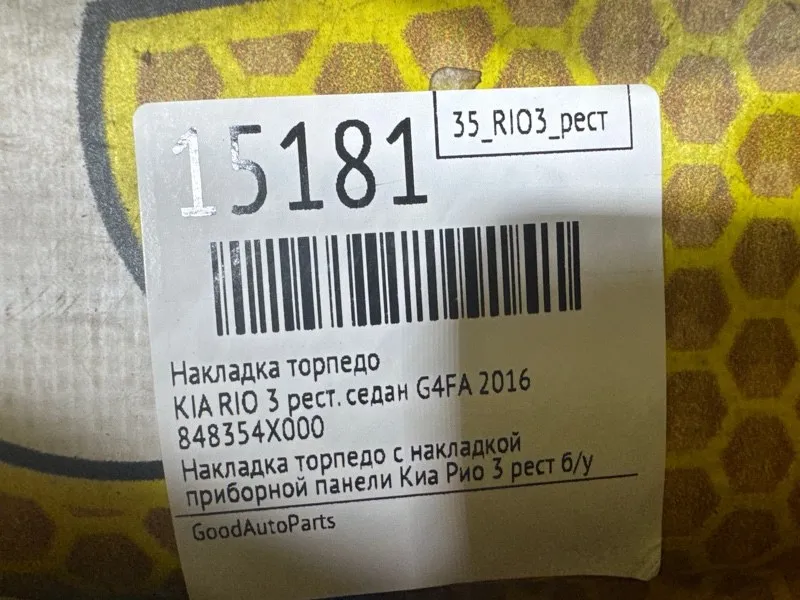 15181
35_RIO3_рест
Накладка торпедо
KIA RIO 3 рест. седан G4FA 2016
848354X000
Накладка торпедо с накладкой
приборной панели Киа Рио 3 рест б/у
GoodAutoParts